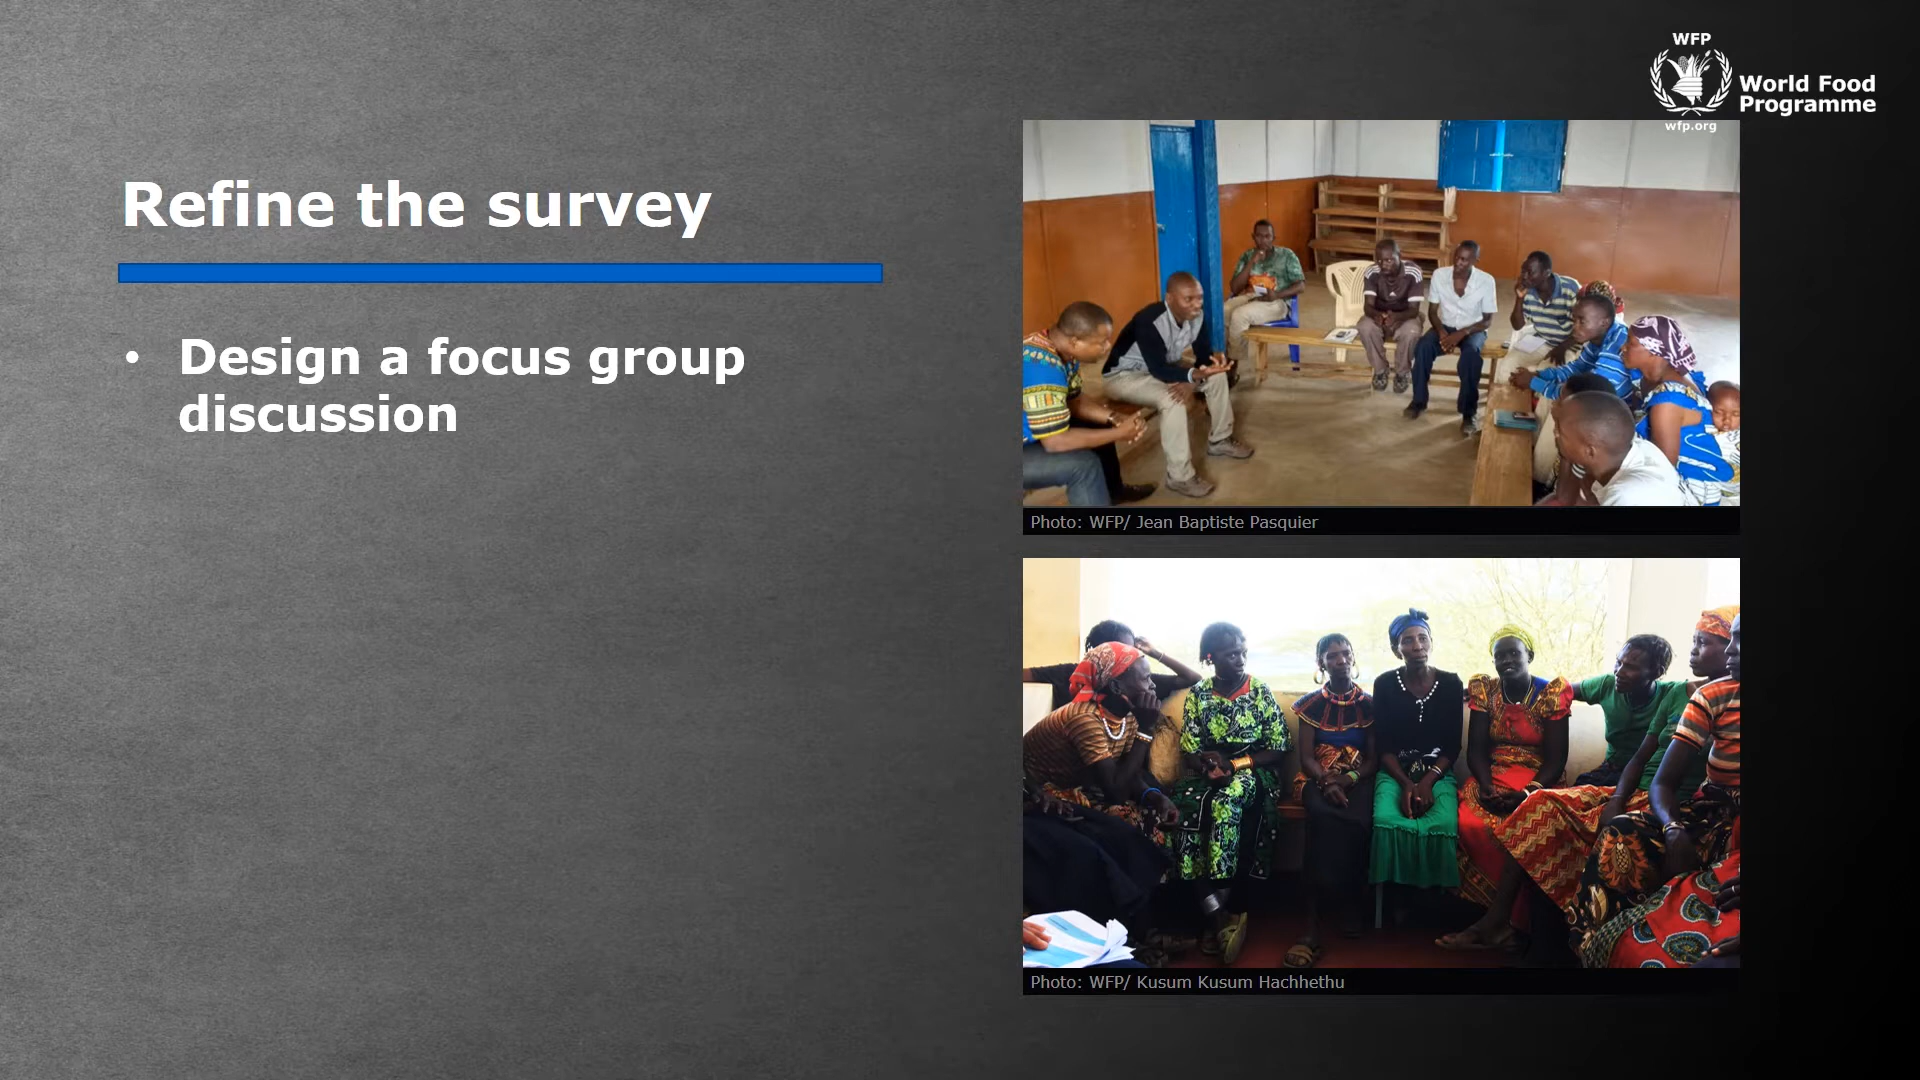 WFP
World Food
Programme
wfp.org
Refine the survey
• Design a focus group
discussion
Photo: WFP/ Jean Baptiste Pasquier
Photo: WFP/ Kusum Kusum Hachhethu